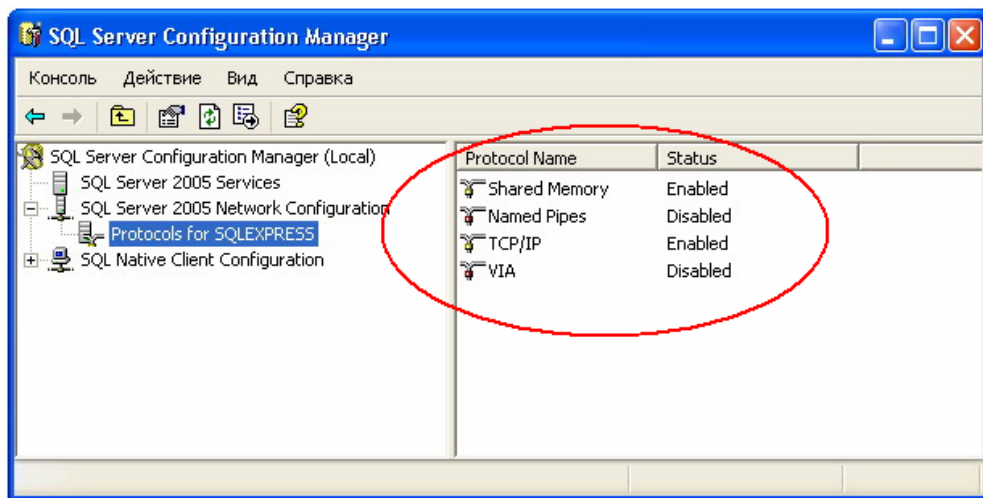 SQL Server Configuration Manager
Консоль Действие Вид Справка
SQL Server Configuration Manager (Local)
SQL Server 2005 Services
SQL Server 2005 Network Configuration
Protocols for SQLEXPRESS
SQL Native Client Configuration
Protocol Name Status
Shared Memory Enabled
Named Pipes Disabled
TCP/IP Enabled
VIA Disabled